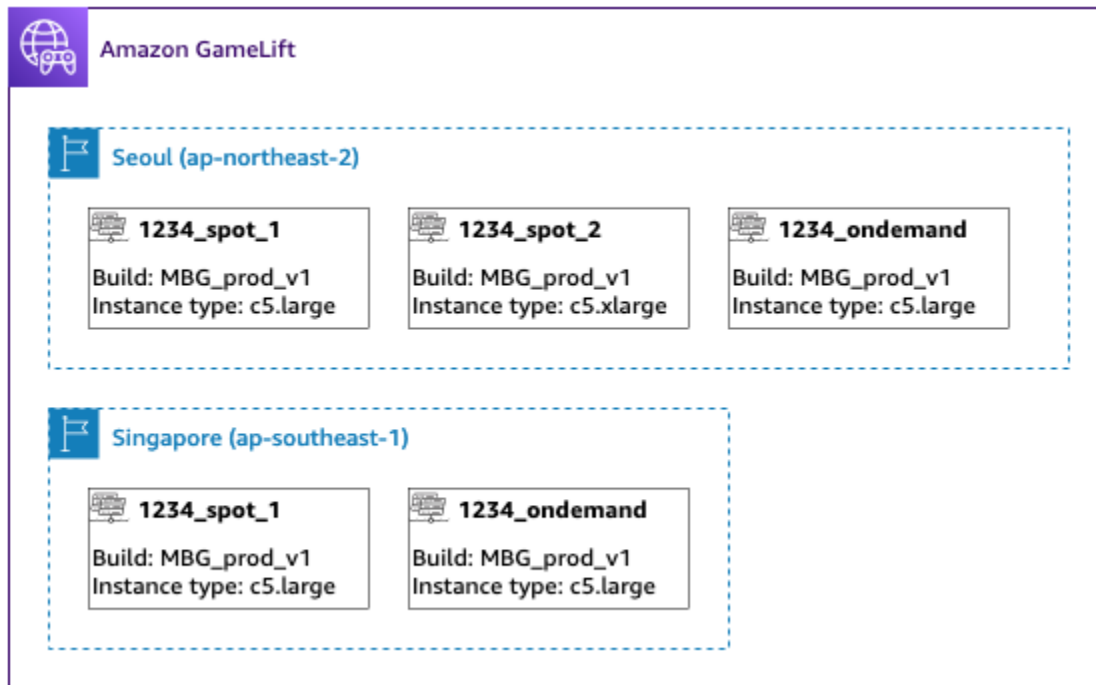 Amazon GameLift
Seoul (ap-northeast-2)
1234_spot_1
Build: MBG_prod_v1
Instance type: c5.large
1234_spot_2
Build: MBG_prod_v1
Instance type: c5.xlarge
1234_ondemand
Build: MBG_prod_v1
Instance type: c5.large
Singapore (ap-southeast-1)
1234_spot_1
Build: MBG_prod_v1
Instance type: c5.large
1234_ondemand
Build: MBG_prod_v1
Instance type: c5.large